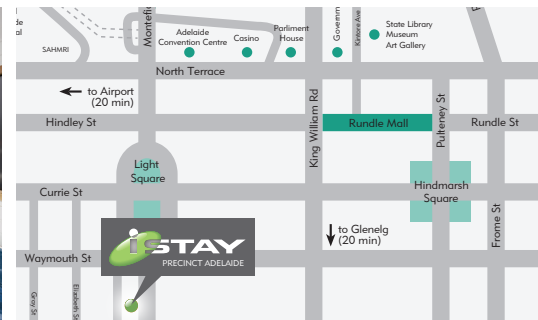 SAHMRI
Montefio
Adelaide
Convention Centre
Casino
Parliment
House
Governm
Kintore Ave
State Library
Museum
Art Gallery
North Terrace
to Airport
(20 min)
Hindley St
King William Rd
Rundle Mall
Pulteney St
Rundle St
Light
Square
Currie St
Hindmarsh
Square
Frome St
iSTAY
PRECINCT ADELAIDE
to Glenelg
(20 min)
Waymouth St
Gray St
Elizabeth St